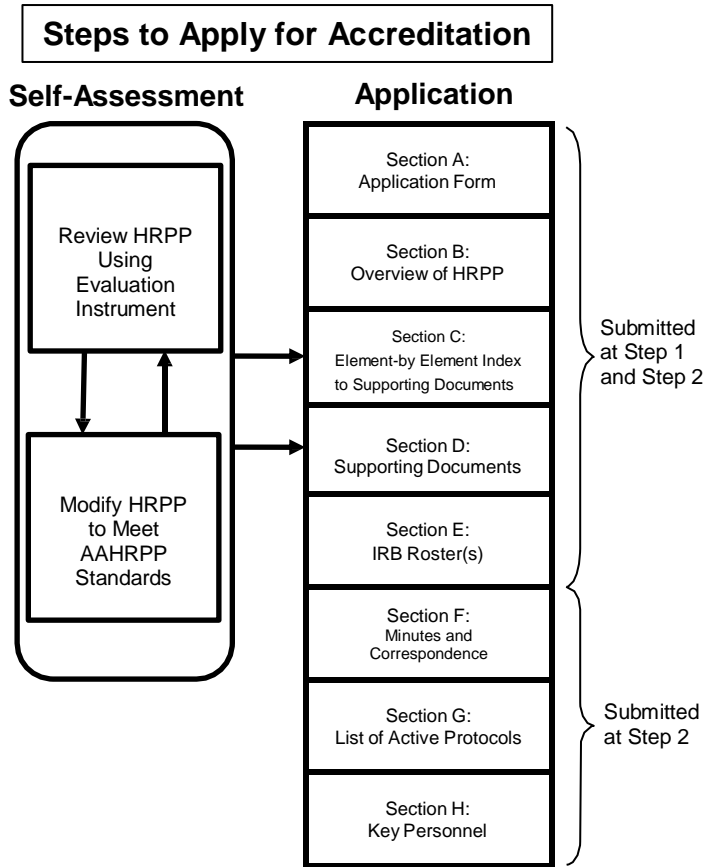 Steps to Apply for Accreditation
Self-Assessment
Review HRPP
Using
Evaluation
Instrument
Modify HRPP
to Meet
AAHRPP
Standards
Application
Section A:
Application Form
Section B:
Overview of HRPP
Section C:
Element-by Element Index
to Supporting Documents
Section D:
Supporting Documents
Section E:
IRB Roster(s)
Section F:
Minutes and
Correspondence
Section G:
List of Active Protocols
Section H:
Key Personnel
Submitted
at Step 1
and Step 2
Submitted
at Step 2